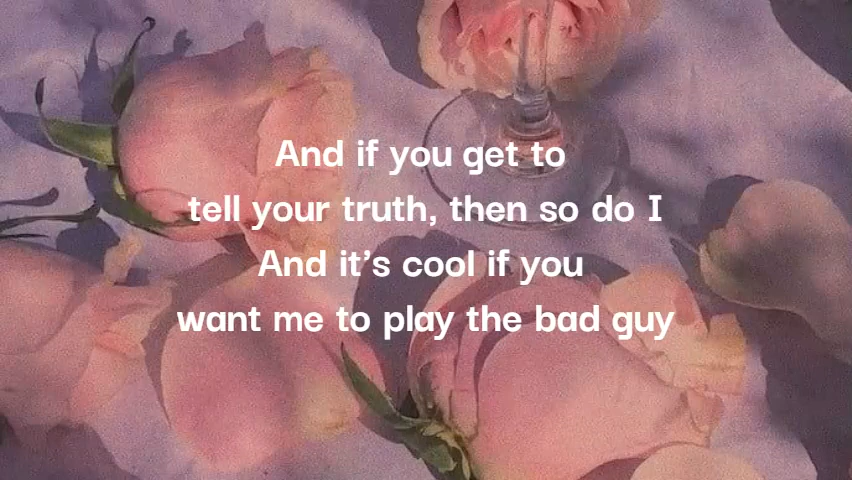 And if you get to
tell your truth, then so do I
And it's cool if you
want me to play the bad guy